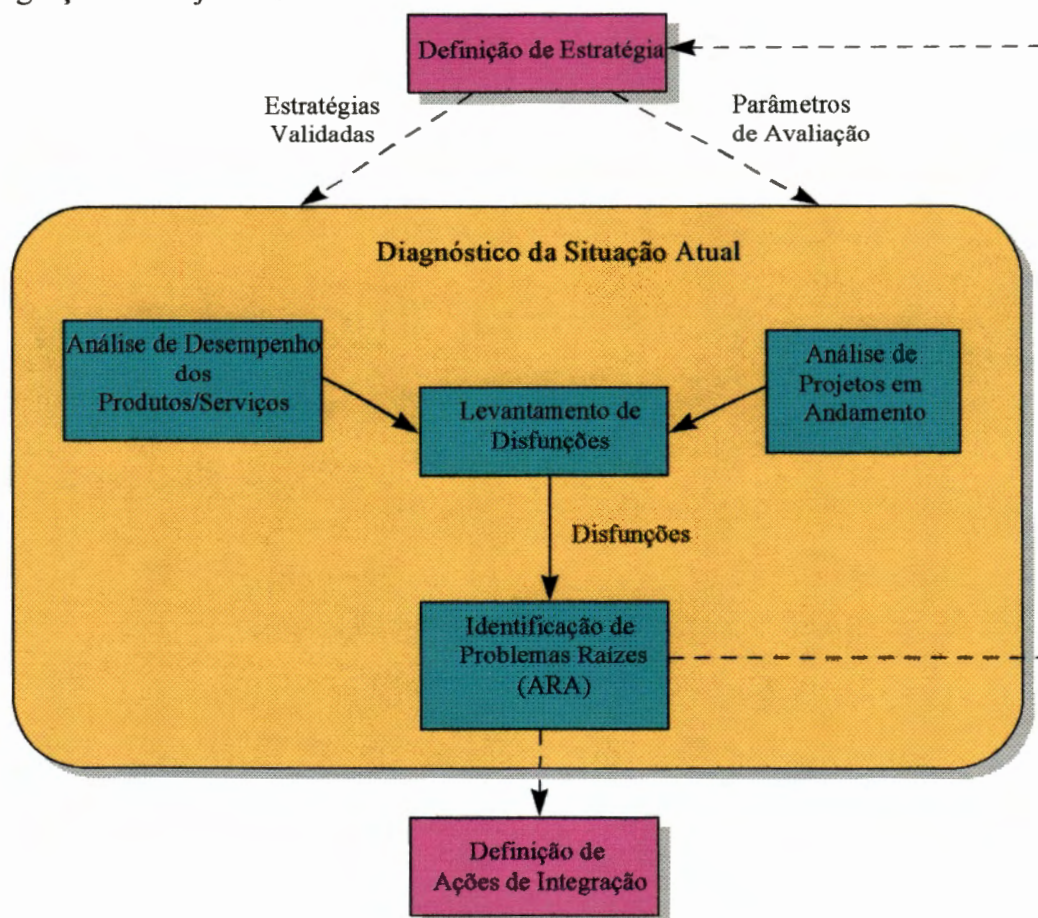 Definição de Estratégia
Estratégias
Validadas
Parâmetros
de Avaliação
Diagnóstico da Situação Atual
Análise de Desempenho
dos
Produtos/Serviços
Análise de
Projetos em
Andamento
Levantamento de
Disfunções
Disfunções
Identificação de
Problemas Raízes
(ARA)
Definição de
Ações de Integração